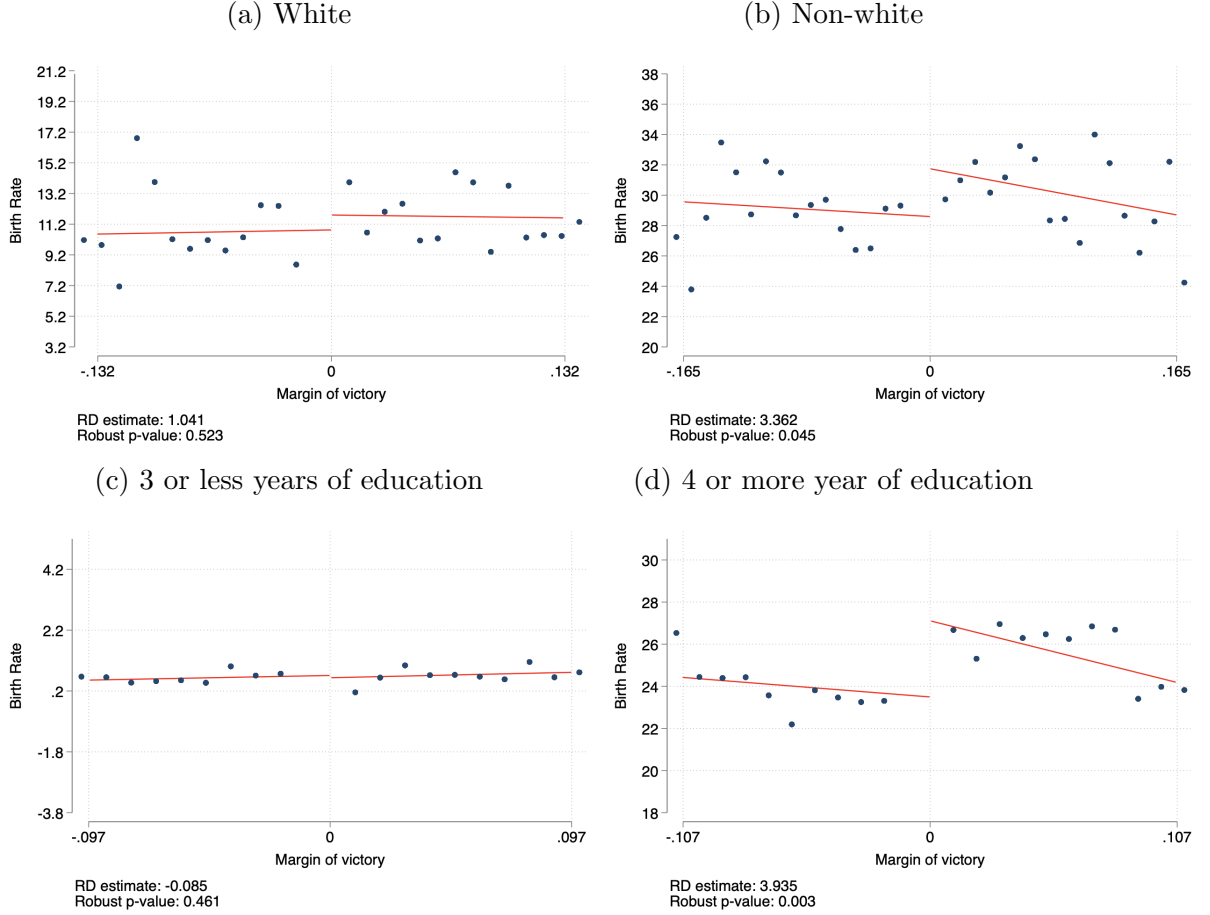 (a) White
21.2
19.2
17.2
15.2
13.2
11.2
9.2
7.2
5.2
3.2
Birth Rate
-.132
0
.132
Margin of victory
RD estimate: 1.041
Robust p-value: 0.523
(b) Non-white
38
36
34
32
30
28
26
24
22
20
Birth Rate
-.165
0
.165
Margin of victory
RD estimate: 3.362
Robust p-value: 0.045
(c) 3 or less years of education
4.2
2.2
.2
-1.8
-3.8
Birth Rate
-.097
0
.097
Margin of victory
RD estimate: -0.085
Robust p-value: 0.461
(d) 4 or more year of education
30
28
26
24
22
20
18
Birth Rate
-.107
0
.107
Margin of victory
RD estimate: 3.935
Robust p-value: 0.003